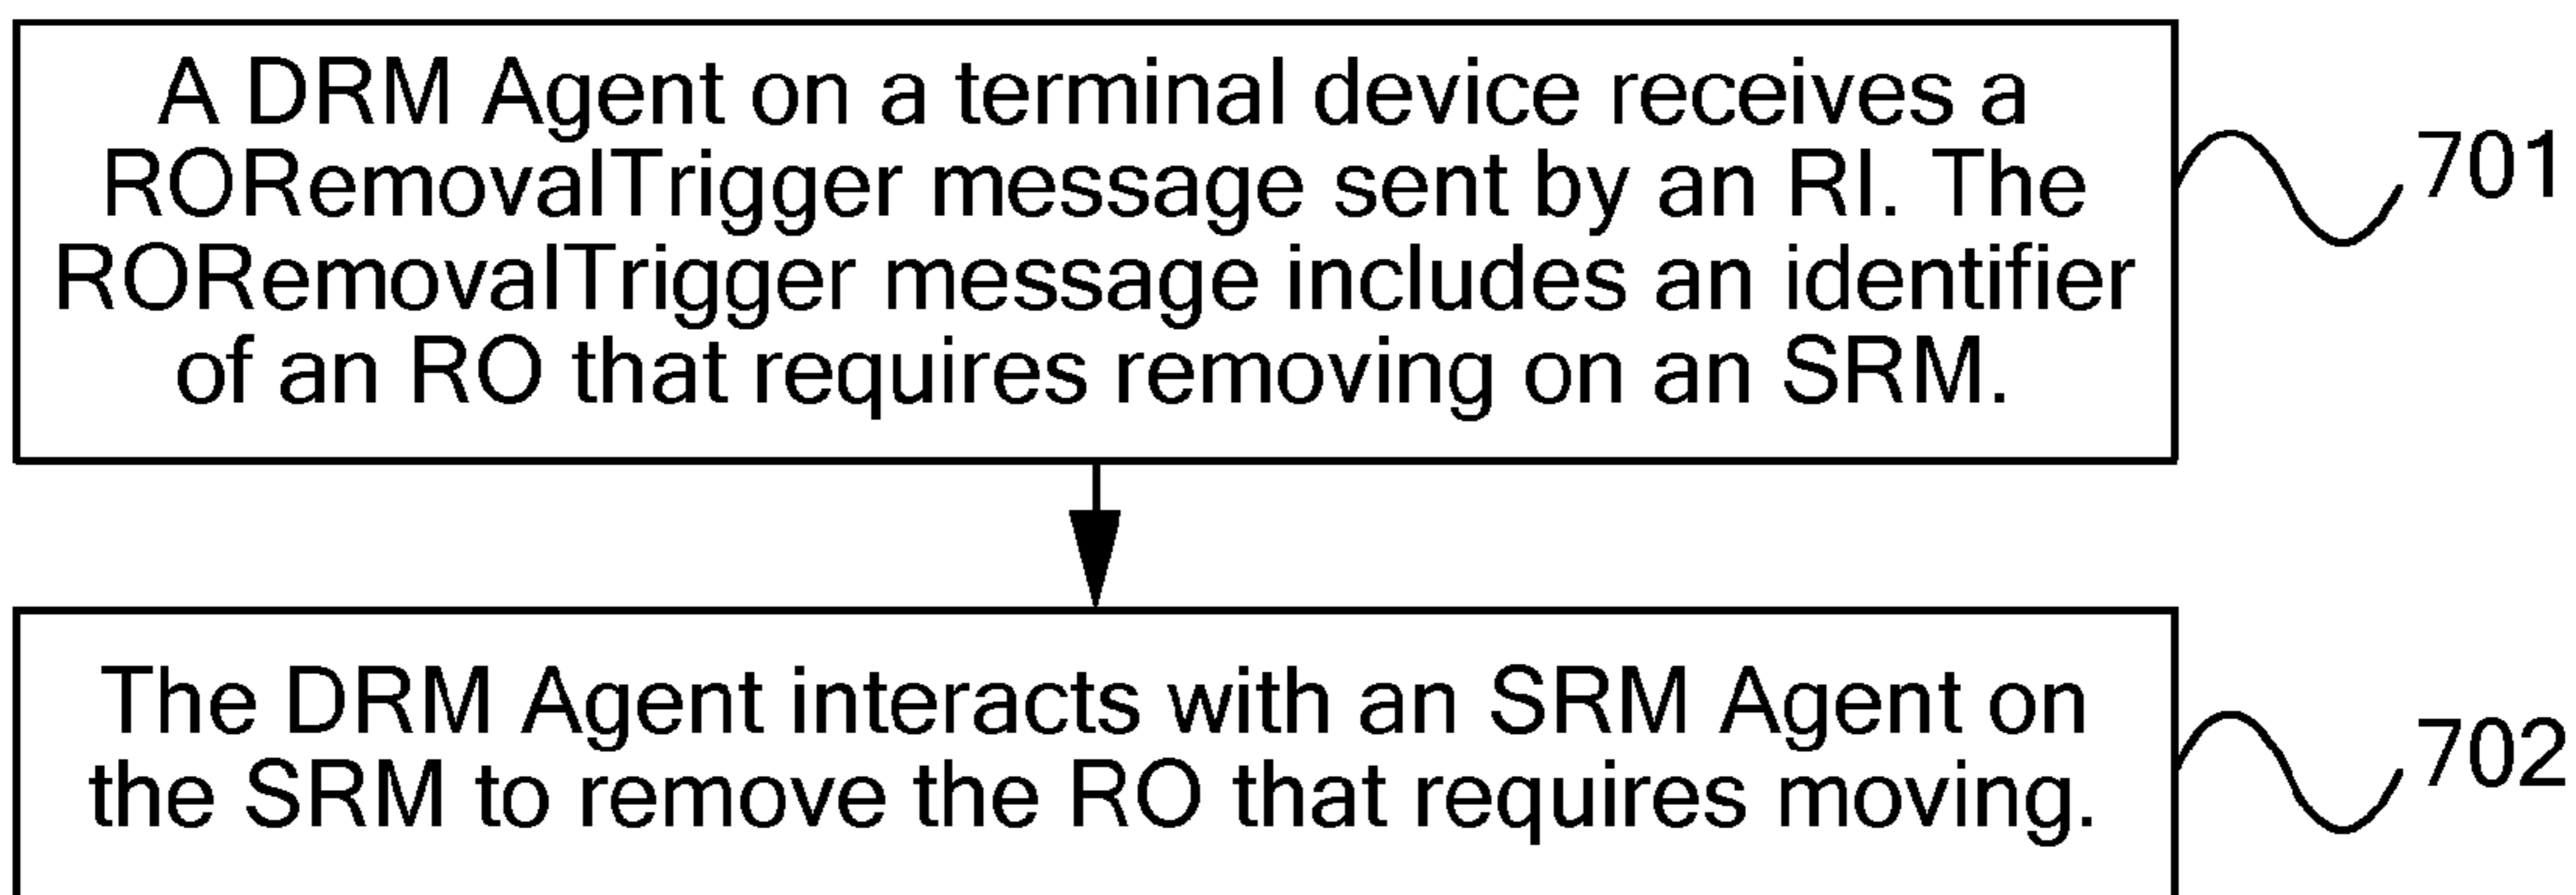 A DRM Agent on a terminal device receives a
RORemovalTrigger message sent by an RI. The
RORemovalTrigger message includes an identifier
of an RO that requires removing on an SRM.
701
The DRM Agent interacts with an SRM Agent on
the SRM to remove the RO that requires moving.
702